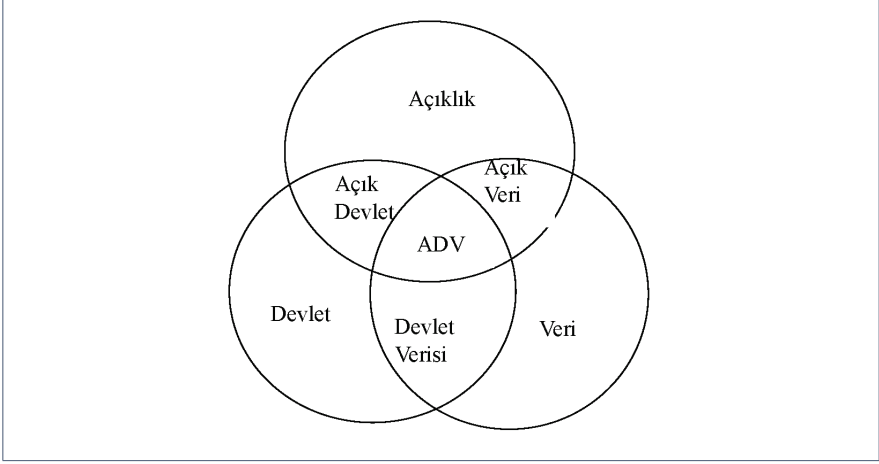 Açıklık
Açık
Devlet
Açık
Veri
ADV
Devlet
Devlet
Verisi
Veri